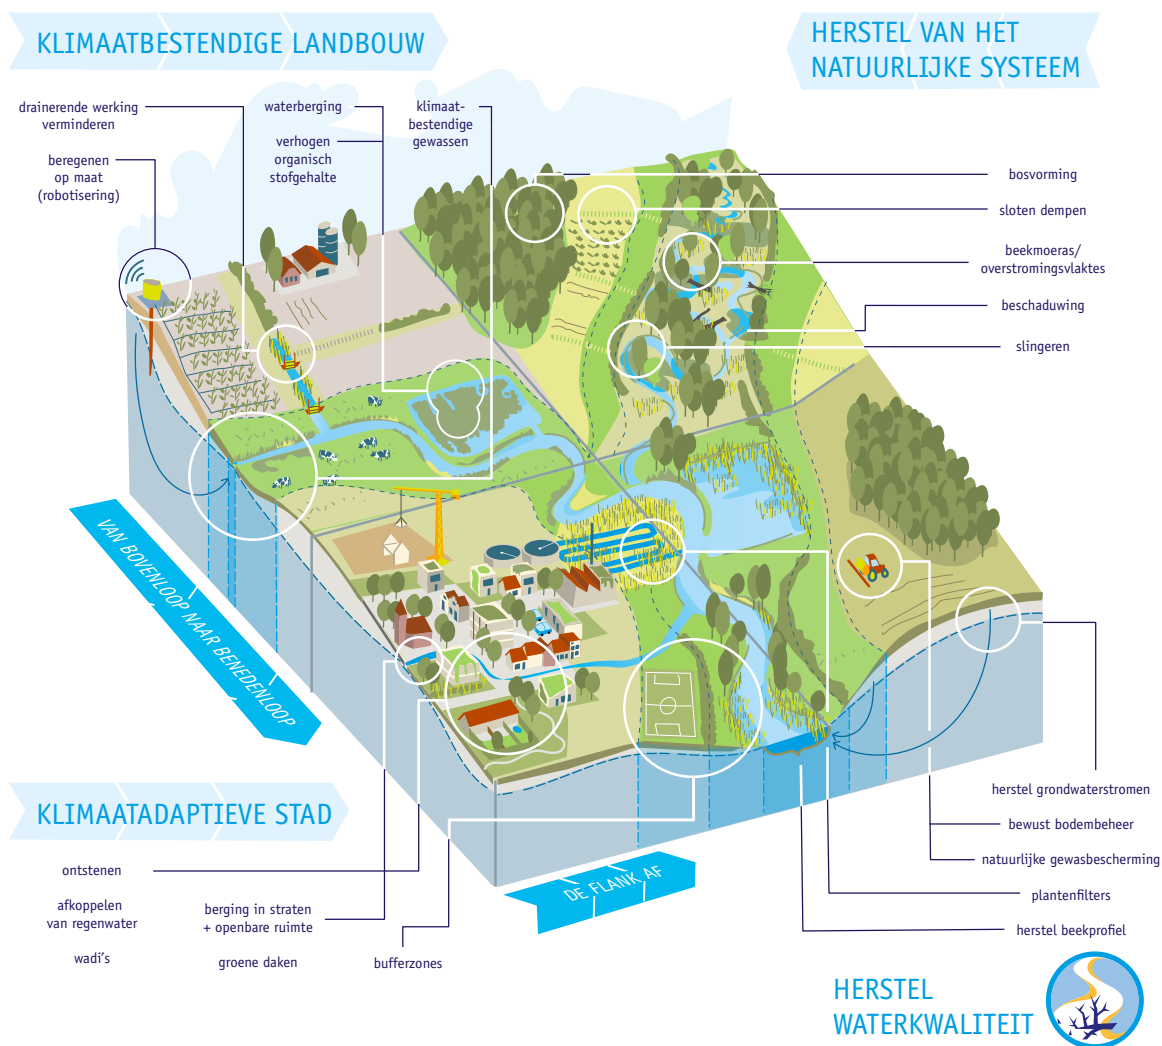 KLIMAATBESTENDIGE LANDBOUW
HERSTEL VAN HET
NATUURLIJKE SYSTEEM
drainerende werking
verminderen
beregenen
op maat
(robotisering)
waterberging
verhogen
organisch
stofgehalte
klimaat-
bestendige
gewassen
bosvorming
sloten dempen
beekmoeras/
overstromingsvlaktes
beschaduwing
slingeren
VAN BOVENLOOP NAAR BENEDENLOOP
DE FLANK AF
KLIMAATADAPTIEVE STAD
ontstenen
afkoppelen
van regenwater
wadi's
berging in straten
+ openbare ruimte
groene daken
bufferzones
herstel grondwaterstromen
bewust bodembeheer
natuurlijke gewasbescherming
plantenfilters
herstel beekprofiel
HERSTEL
WATERKWALITEIT